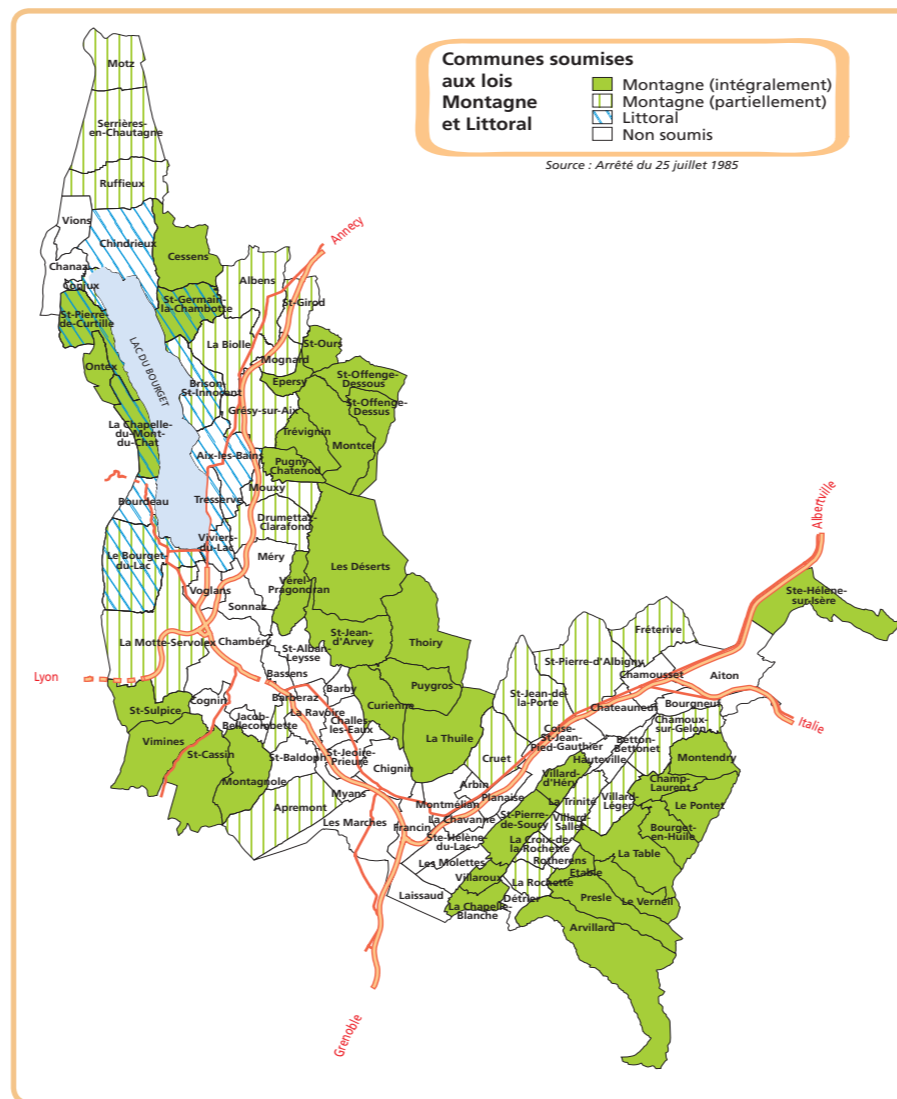 Communes soumises
aux lois
Montagne
et Littoral
Montagne (intégralement)
Montagne (partiellement)
Littoral
Non soumis
Source : Arrêté du 25 juillet 1985
Motz
Serrières-
en-Chautagne
Ruffieux
Vions
Chindrieux
Annecy
Cessens
Chanaz
Albens
Conjux
St-Germain-
la-Chambotte
St-Girod
St-Pierre-
de-Curtille
LAC DU BOURGET
La Biolle
St-Ours
Mognard
Ontex
Epersy
St-Offenge-
Dessous
Brison-
St-Innocent
St-Offenge-
Dessus
Grésy-sur-Aix
La Chapelle-
du-Mont-
du-Chat
Trévignin
Montcel
Aix-les-Bains
Pugny-
Chatenod
Mouxy
Bourdeau
Tresserve
Drumettaz-
Clarafond
Albertville
Viviers-
du-Lac
Le Bourget-
du-Lac
Méry
Les Déserts
Voglans
Verel-
Pragondran
Sonnaz
Ste-Hélène-
sur-Isère
La Motte-Servolex
Chambéry
St-Jean-
d'Arvey
Thoiry
Fréterive
St-Alban-
Leysse
St-Pierre-d'Albigny
Lyon
Bassens
Chamousset
Aiton
Barby
Puygros
Cognin
Barberaz
St-Jean-de-
la-Porte
Bourgneuf
St-Sulpice
La Ravoire
Curienne
Chateauneuf
Italie
Jacob-
Bellecombette
Challes-
les-Eaux
Chamoux-
sur-Gelon
Vimines
St-Cassin
La Thuile
Coise-
St-Jean-
Pied-Gauthier
Betton-
Bettonet
St-Baldoph
St-Jeoire-
Prieuré
Cruet
Hauteville
Montendry
Chignin
Montagnole
Villard-
d'Héry
Champ-
Laurent
Arbin
Myans
Planaise
Apremont
Montmélian
La Trinité
Villard-
Léger
Le Pontet
Les Marches
La Chavanne
St-Pierre-
de-Soucy
Villard-
Sallet
Francin
Bourget-
en-Huile
Ste-Hélène-
du-Lac
La Croix-de-
la-Rochette
La Table
Les Molettes
Rotherens
Etable
Villaroux
La Rochette
Laissaud
Détrier
Presle
Le Verneil
La Chapelle-
Blanche
Arvillard
Grenoble